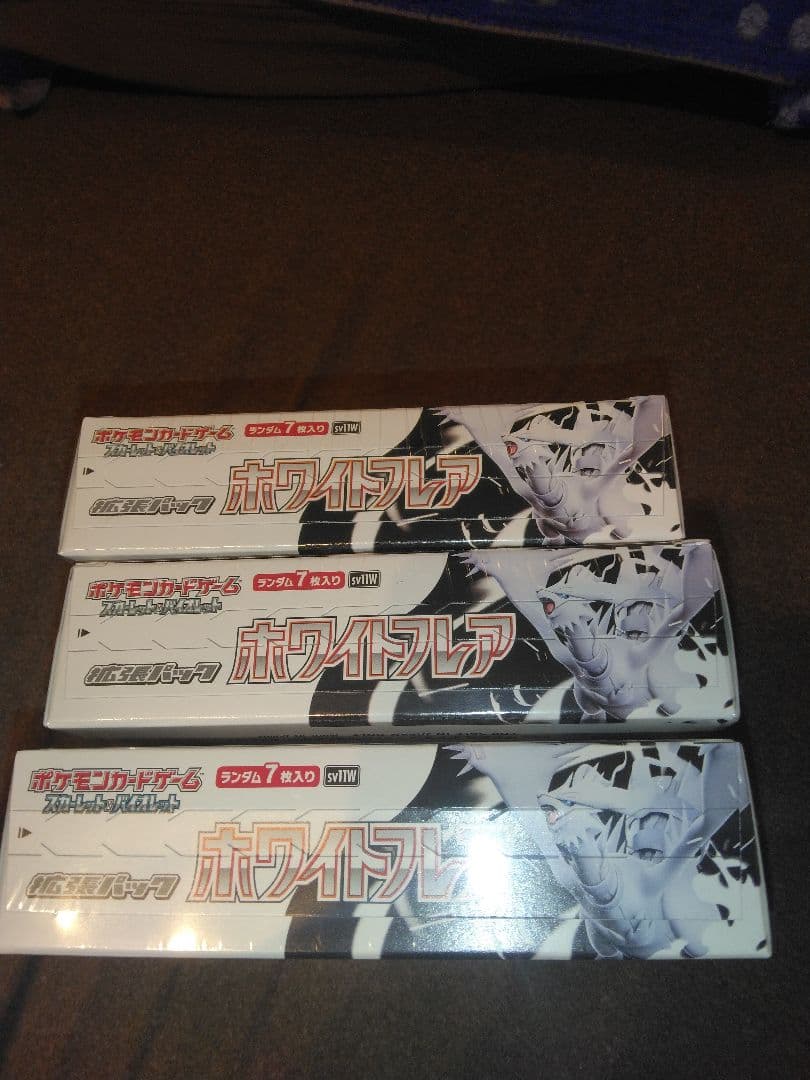 ポケモンカードゲーム
スカーレット&バイオレット
ランダム7枚入り
sv11W
拡張パック
ホワイトフレア
ポケモンカードゲーム
スカーレット&バイオレット
ランダム7枚入り
sv11W
拡張パック
ホワイトフレア
ポケモンカードゲーム
スカーレット&バイオレット
ランダム7枚入り
sv11W
拡張パック
ホワイトフレア